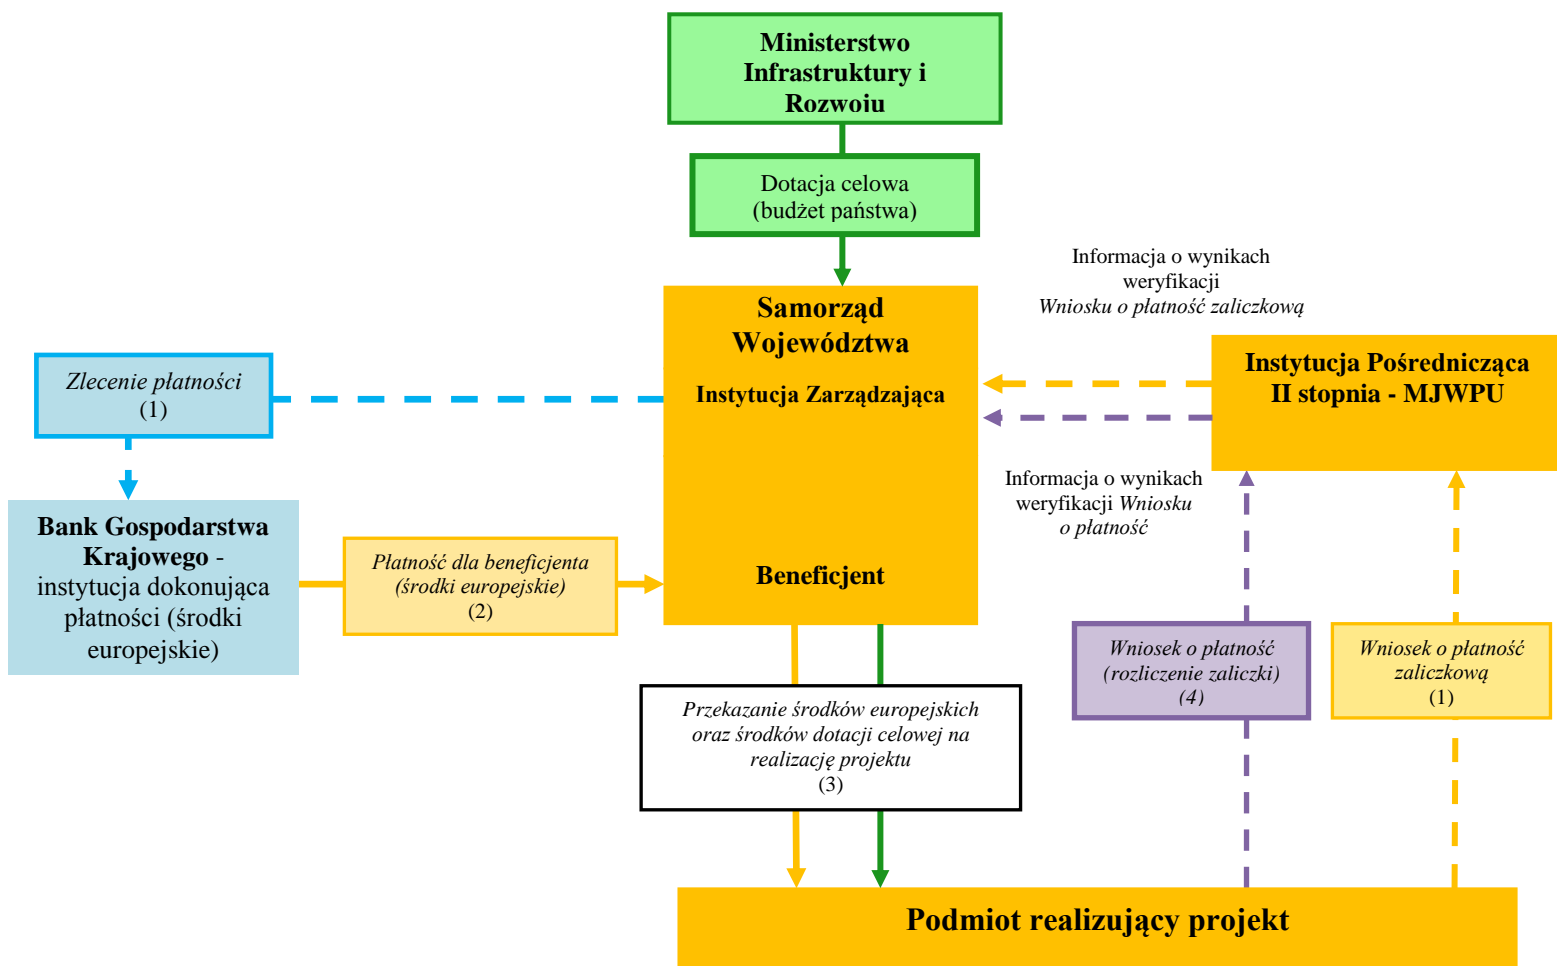 Ministerstwo
Infrastruktury i
Rozwoju
Dotacja celowa
(budżet państwa)
Informacja o wynikach
weryfikacji
Wniosku o płatność zaliczkową
Samorząd
Województwa
Instytucja Zarządzająca
Instytucja Pośrednicząca
II stopnia - MJWPU
Zlecenie płatności
(1)
Informacja o wynikach
weryfikacji Wniosku
o płatność
Bank Gospodarstwa
Krajowego -
instytucja dokonująca
płatności (środki
europejskie)
Płatność dla beneficjenta
(środki europejskie)
(2)
Beneficjent
Wniosek o płatność
(rozliczenie zaliczki)
(4)
Wniosek o płatność
zaliczkową
(1)
Przekazanie środków europejskich
oraz środków dotacji celowej na
realizację projektu
(3)
Podmiot realizujący projekt